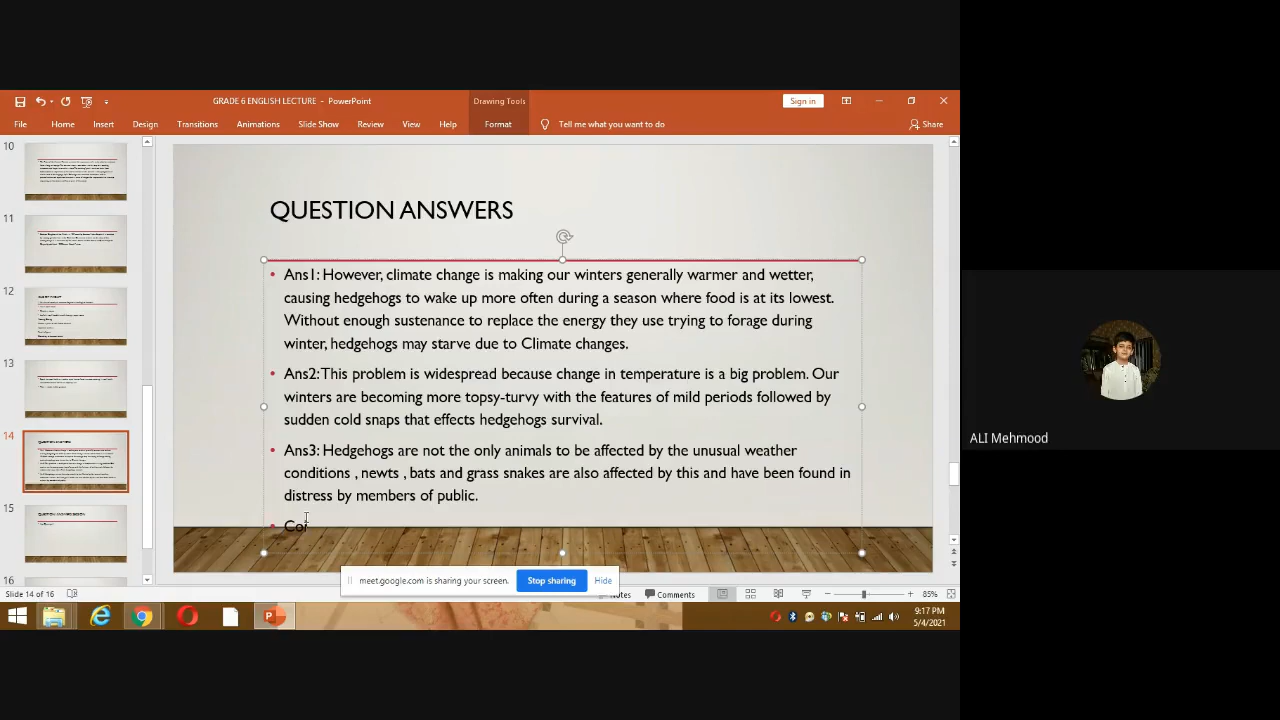 GRADE 6 ENGLISH LECTURE - PowerPoint
Drawing Tools
Sign in
File Home Insert Design Transitions Animations Slide Show Review View Help Format Tell me what you want to do Share
10
11
12
13
14
15
16
QUESTION ANSWERS
• Ans1: However, climate change is making our winters generally warmer and wetter,
causing hedgehogs to wake up more often during a season where food is at its lowest.
Without enough sustenance to replace the energy they use trying to forage during
winter, hedgehogs may starve due to Climate changes.
• Ans2: This problem is widespread because change in temperature is a big problem. Our
winters are becoming more topsy-turvy with the features of mild periods followed by
sudden cold snaps that effects hedgehogs survival.
• Ans3: Hedgehogs are not the only animals to be affected by the unusual weather
conditions , newts , bats and grass snakes are also affected by this and have been found in
distress by members of public.
• Cor
ALI Mehmood
meet.google.com is sharing your screen. Stop sharing Hide
Slide 14 of 16 Comments 85%
9:17 PM
5/4/2021